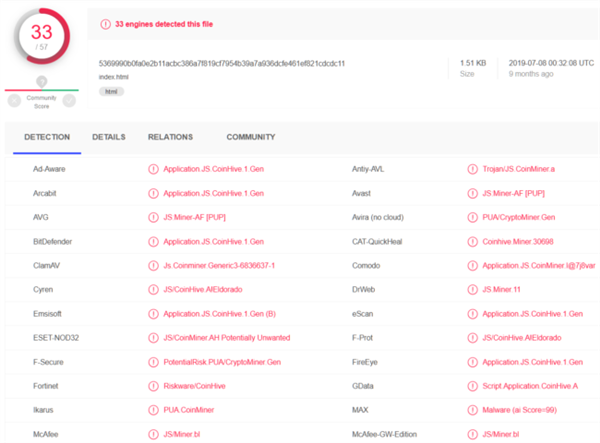 33
/ 57
Community
Score
33 engines detected this file
5369990b0fa0e2b11acbc386a7f819cf7954b39a7a936dcfe461ef821cdcdc11
index.html
html
1.51 KB
Size
2019-07-08 00:32:08 UTC
9 months ago
DETECTION DETAILS RELATIONS COMMUNITY
Ad-Aware Application.JS.CoinHive.1.Gen Antiy-AVL Trojan/JS.CoinMiner.a
Arcabit Application.JS.CoinHive.1.Gen Avast JS:Miner-AF [PUP]
AVG JS:Miner-AF [PUP] Avira (no cloud) PUA/CryptoMiner.Gen
BitDefender Application.JS.CoinHive.1.Gen CAT-QuickHeal Coinhive.Miner.30698
ClamAV Js.Coinminer.Generic3-6836637-1 Comodo Application.JS.CoinMiner.I@7j8var
Cyren JS/CoinHive.A!Eldorado DrWeb JS.Miner.11
Emsisoft Application.JS.CoinHive.1.Gen (B) eScan Application.JS.CoinHive.1.Gen
ESET-NOD32 JS/CoinMiner.AH Potentially Unwanted F-Prot JS/CoinHive.A!Eldorado
F-Secure PotentialRisk.PUA/CryptoMiner.Gen FireEye Application.JS.CoinHive.1.Gen
Fortinet Riskware/CoinHive GData Script.Application.CoinHive.A
Ikarus PUA.CoinMiner MAX Malware (ai Score=99)
McAfee JS/Miner.bl McAfee-GW-Edition JS/Miner.bl